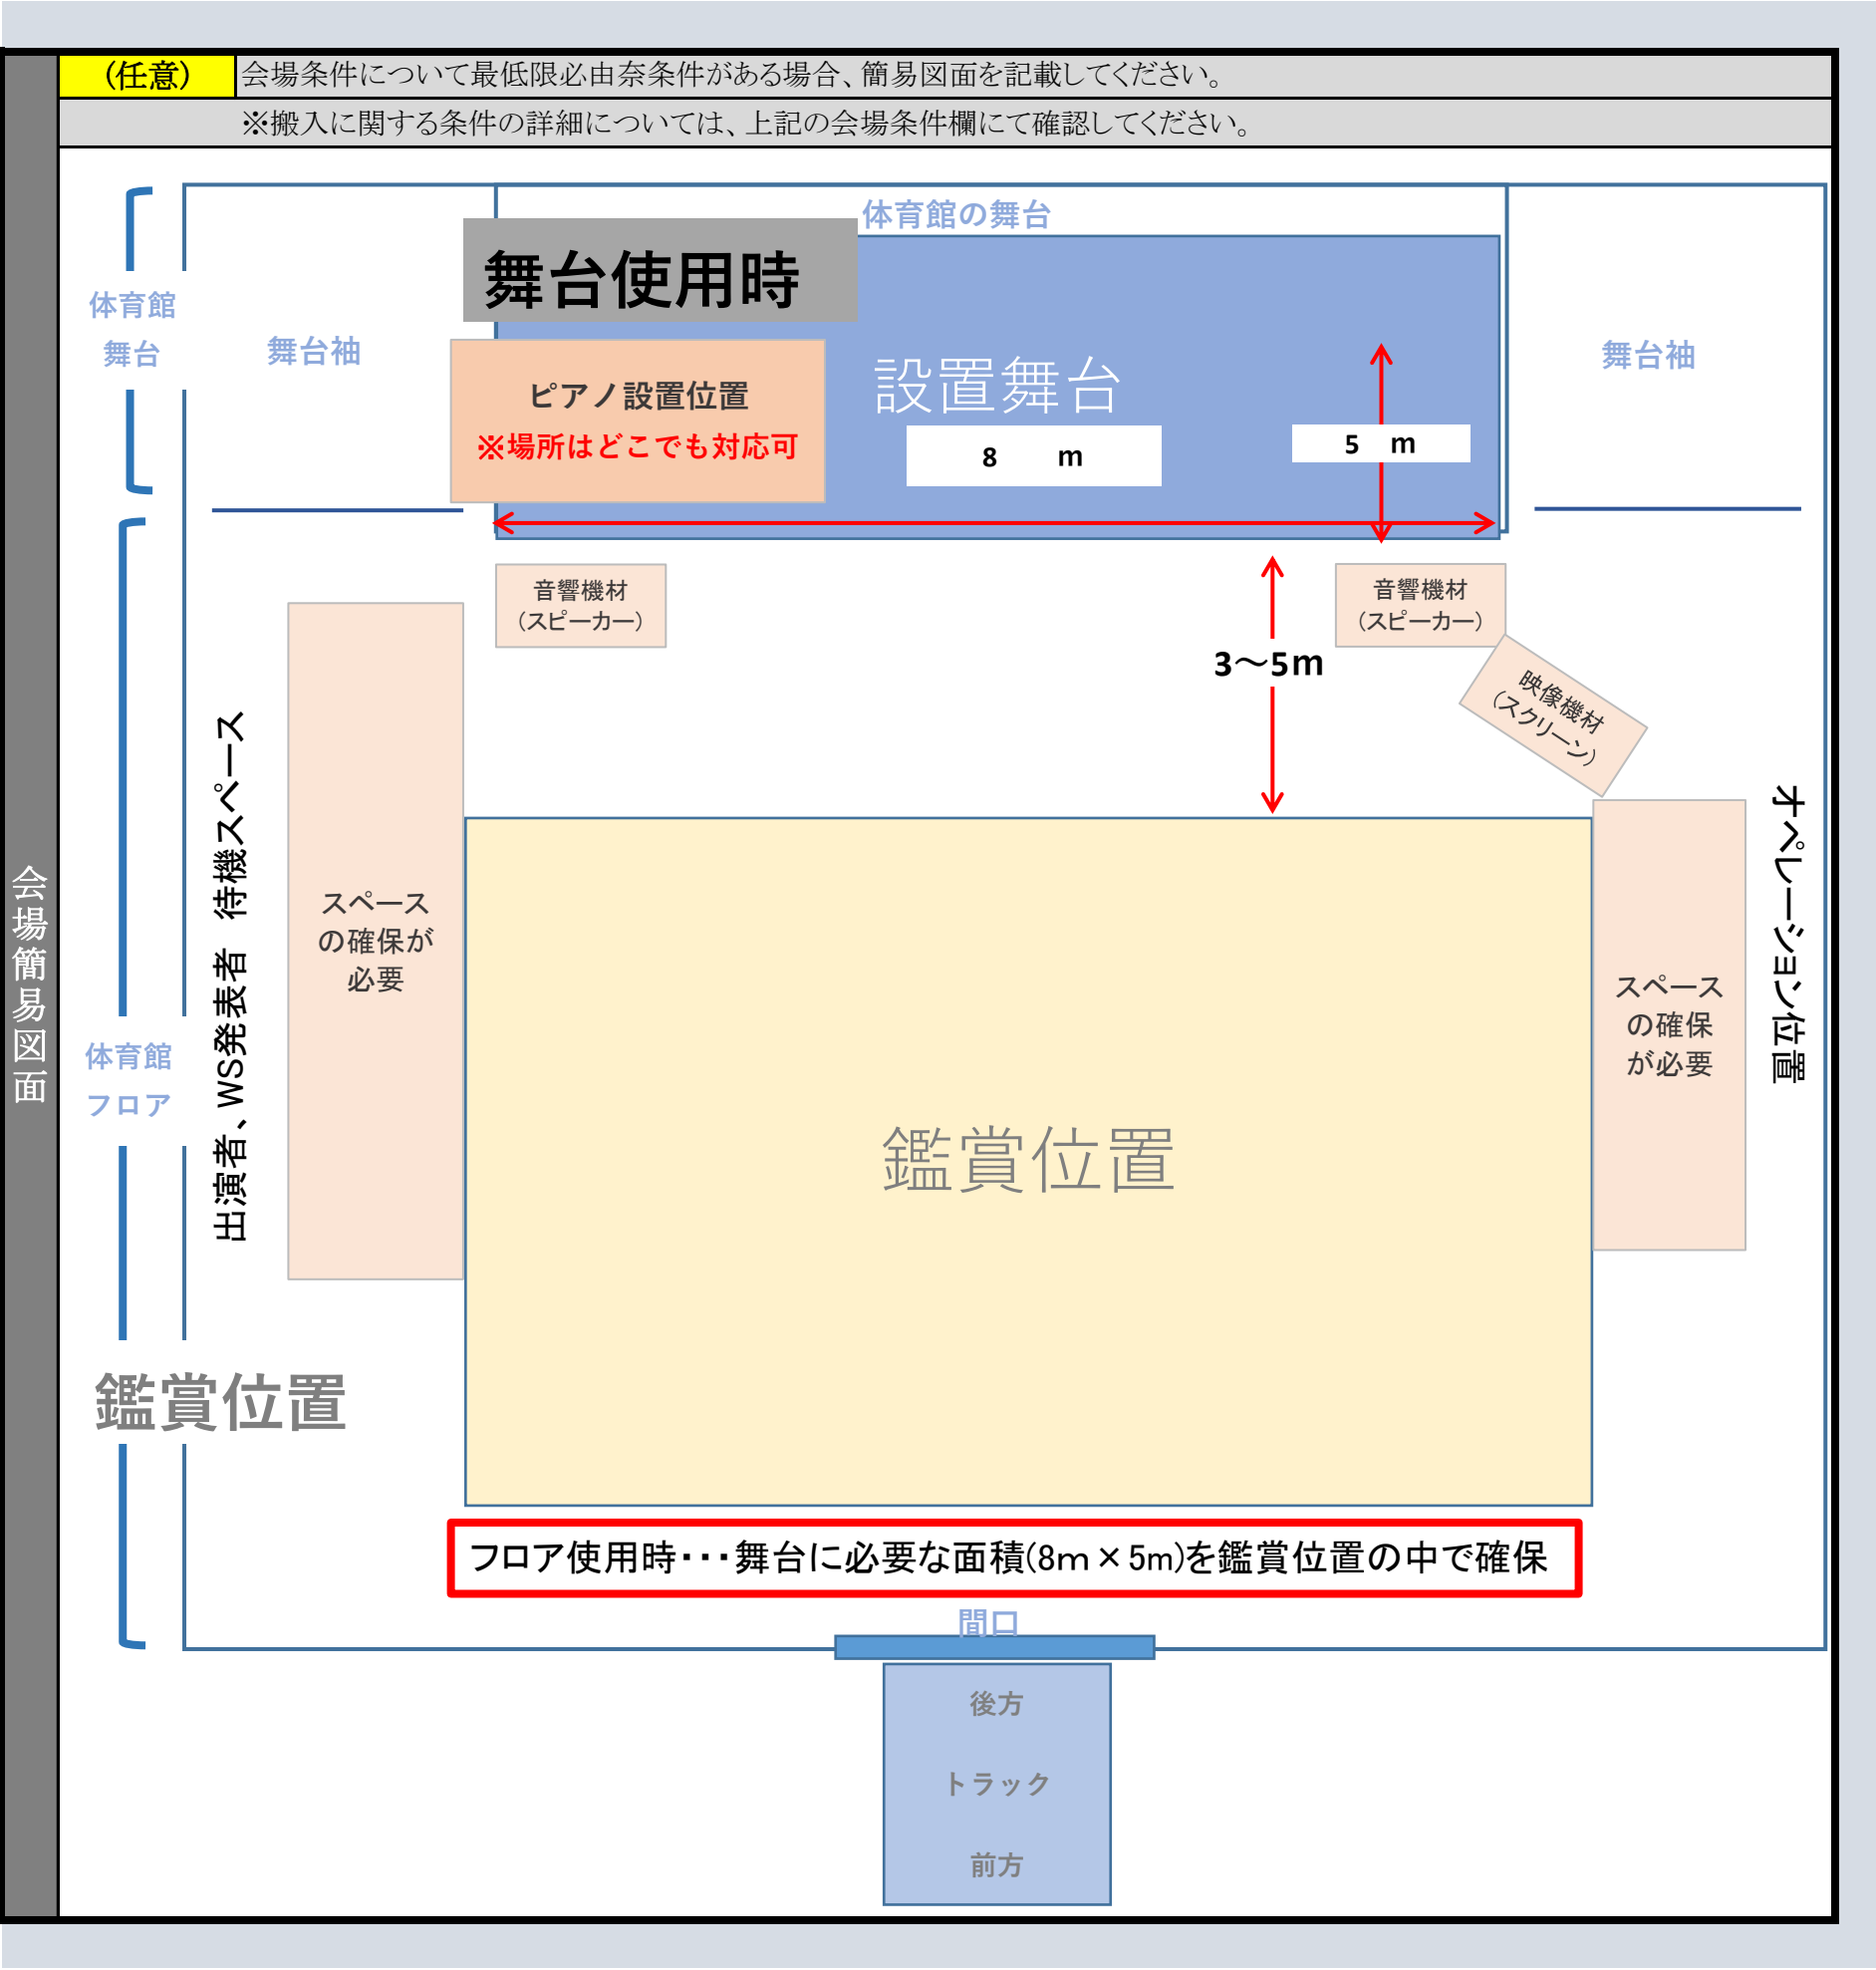 （任意）
会場条件について最低限必由奈条件がある場合、簡易図面を記載してください。
※搬入に関する条件の詳細については、上記の会場条件欄にて確認してください。
会場簡易図面
体育館の舞台
舞台使用時
体育館
舞台
舞台袖
舞台袖
ピアノ設置位置
※場所はどこでも対応可
設置舞台
8 m
5 m
音響機材
（スピーカー）
音響機材
（スピーカー）
3～5m
映像機材
（スクリーン）
出演者、WS発表者　待機スペース
スペース
の確保が
必要
オペレーション位置
スペース
の確保
が必要
体育館
フロア
鑑賞位置
鑑賞位置
フロア使用時・・・舞台に必要な面積(8m×5m)を鑑賞位置の中で確保
間口
後方
トラック
前方